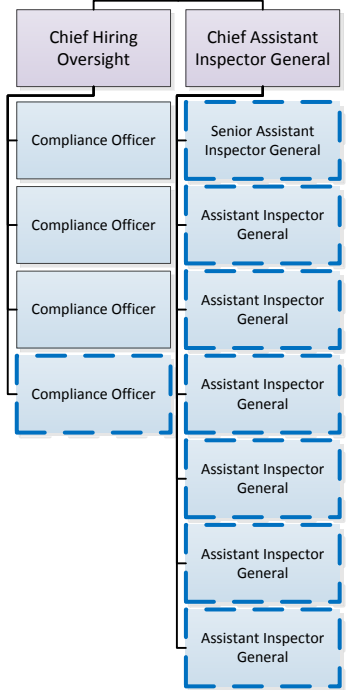 Chief Hiring
Oversight
Compliance Officer
Compliance Officer
Compliance Officer
Compliance Officer
Chief Assistant
Inspector General
Senior Assistant
Inspector General
Assistant Inspector
General
Assistant Inspector
General
Assistant Inspector
General
Assistant Inspector
General
Assistant Inspector
General
Assistant Inspector
General